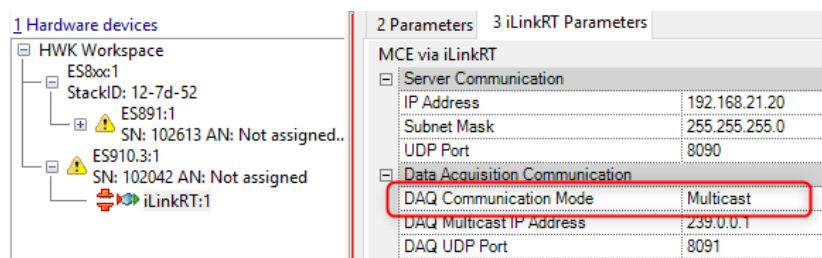 1 Hardware devices
HWK Workspace
ES8xx:1
StackID: 12-7d-52
ES891:1
SN: 102613 AN: Not assigned..
ES910.3:1
SN: 102042 AN: Not assigned
iLinkRT:1
2 Parameters 3 iLinkRT Parameters
MCE via iLinkRT
Server Communication
IP Address 192.168.21.20
Subnet Mask 255.255.255.0
UDP Port 8090
Data Acquisition Communication
DAQ Communication Mode Multicast
DAQ Multicast IP Address 239.0.0.1
DAQ UDP Port 8091